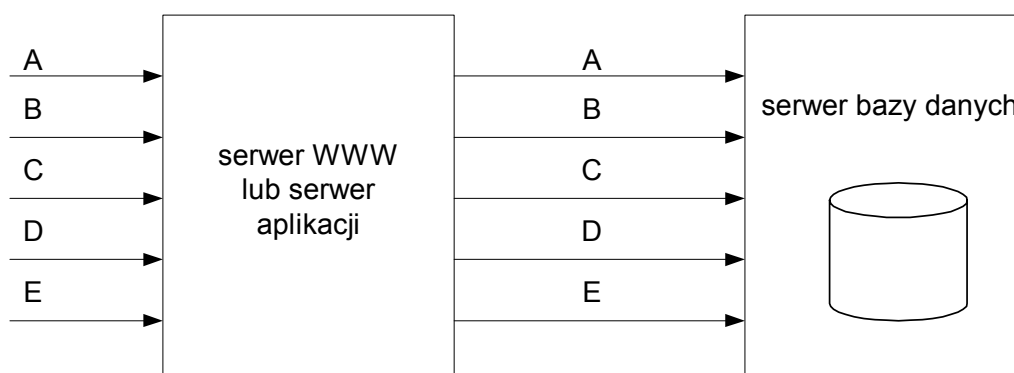 A
B
C
D
E
serwer WWW
lub serwer
aplikacji
A
B
C
D
E
serwer bazy danych